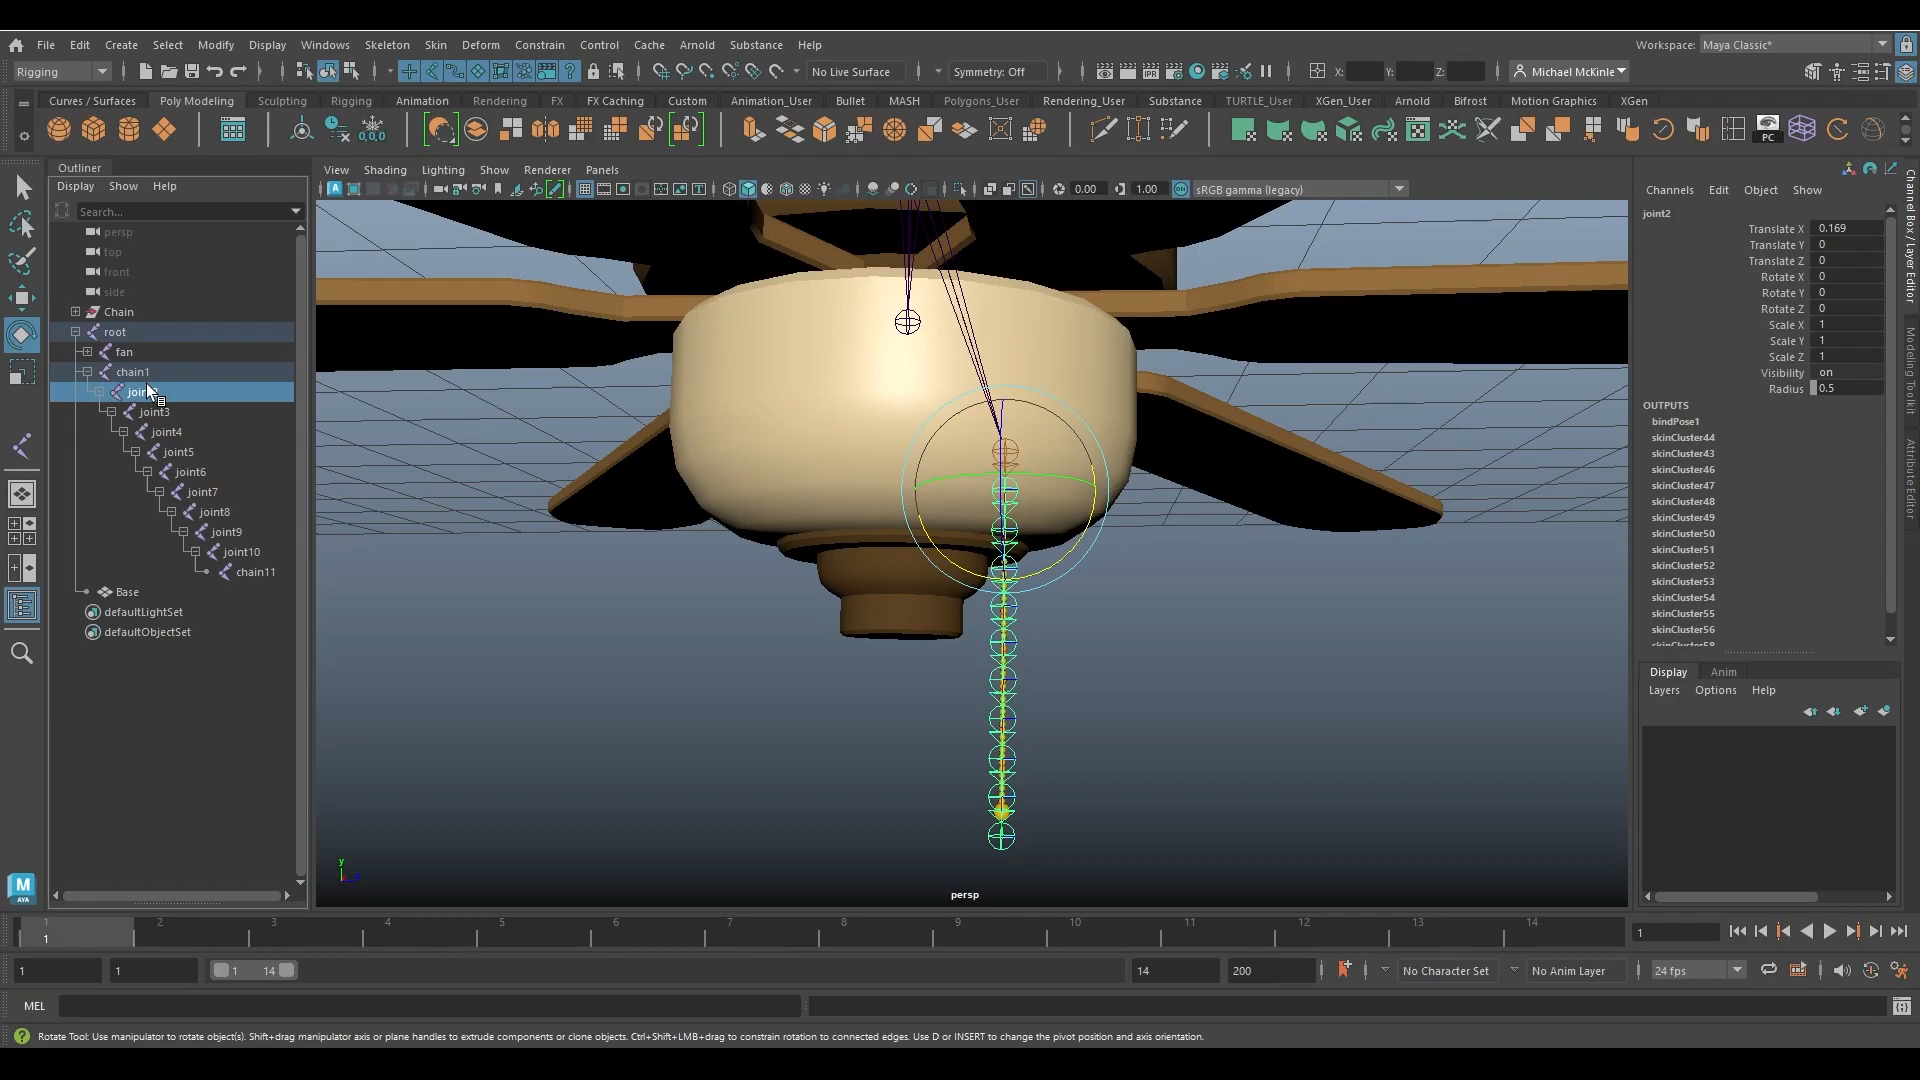 File Edit Create Select Modify Display Windows Skeleton Skin Deform Constrain Control Cache Arnold Substance Help Workspace: Maya Classic*
Rigging No Live Surface Symmetry: Off X: Y: Z: Michael McKinle
Curves / Surfaces Poly Modeling Sculpting Rigging Animation Rendering FX FX Caching Custom Animation_User Bullet MASH Polygons_User Rendering_User Substance TURTLE_User XGen_User Arnold Bifrost Motion Graphics XGen
PC
Outliner
Display Show Help
Search...
persp
top
front
side
Chain
root
fan
chain1
joint3
joint4
joint5
joint6
joint7
joint8
joint9
joint10
chain11
Base
defaultLightSet
defaultObjectSet
View Shading Lighting Show Renderer Panels
0.00 1.00 sRGB gamma (legacy)
y
persp
Channels Edit Object Show
joint2
Translate X 0.169
Translate Y 0
Translate Z 0
Rotate X 0
Rotate Y 0
Rotate Z 0
Scale X 1
Scale Y 1
Scale Z 1
Visibility on
Radius 0.5
OUTPUTS
bindPose1
skinCluster44
skinCluster43
skinCluster46
skinCluster47
skinCluster48
skinCluster49
skinCluster50
skinCluster51
skinCluster52
skinCluster53
skinCluster54
skinCluster55
skinCluster56
Channel Box / Layer Editor
Modeling Toolkit
Attribute Editor
Display Anim
Layers Options Help
M
AYA
1 2 3 4 5 6 7 8 9 10 11 12 13 14
1 1
1 1 1 14 14 200 No Character Set No Anim Layer 24 fps
MEL
Rotate Tool: Use manipulator to rotate object(s). Shift+drag manipulator axis or plane handles to extrude components or clone objects. Ctrl+Shift+LMB+drag to constrain rotation to connected edges. Use D or INSERT to change the pivot position and axis orientation.